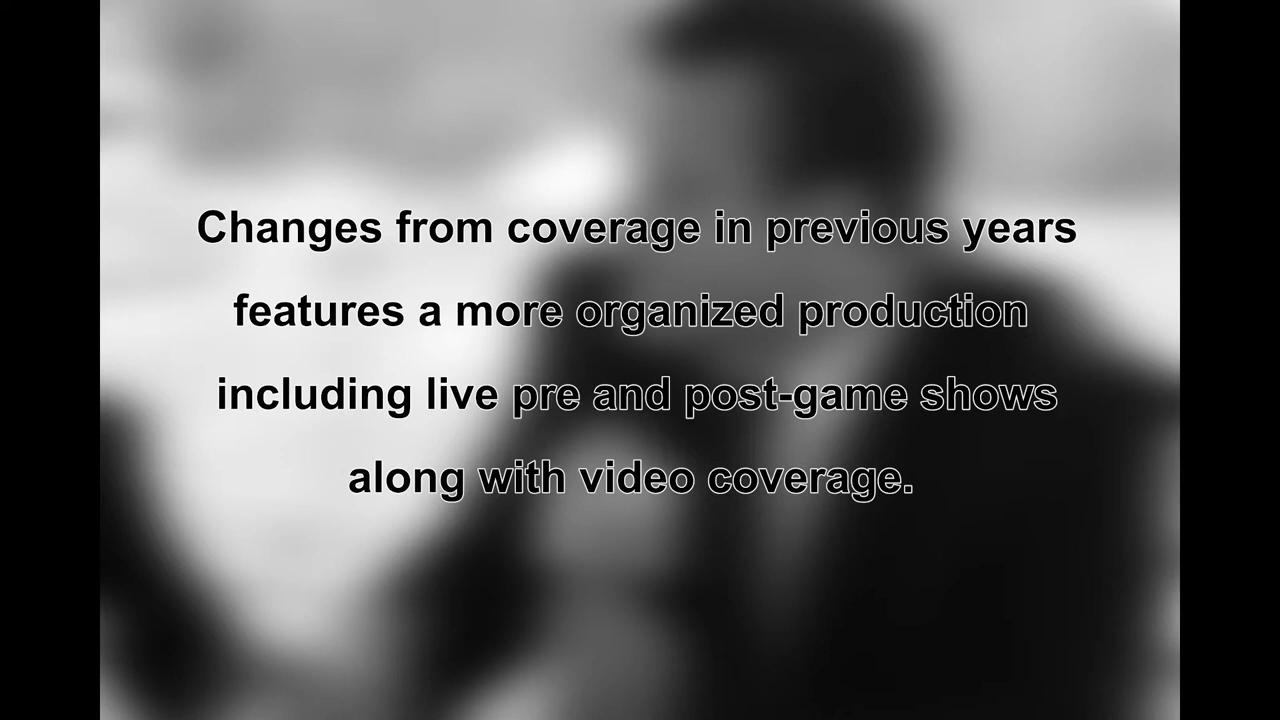 Changes from coverage in previous years
features a more organized production
including live pre and post-game shows
along with video coverage.